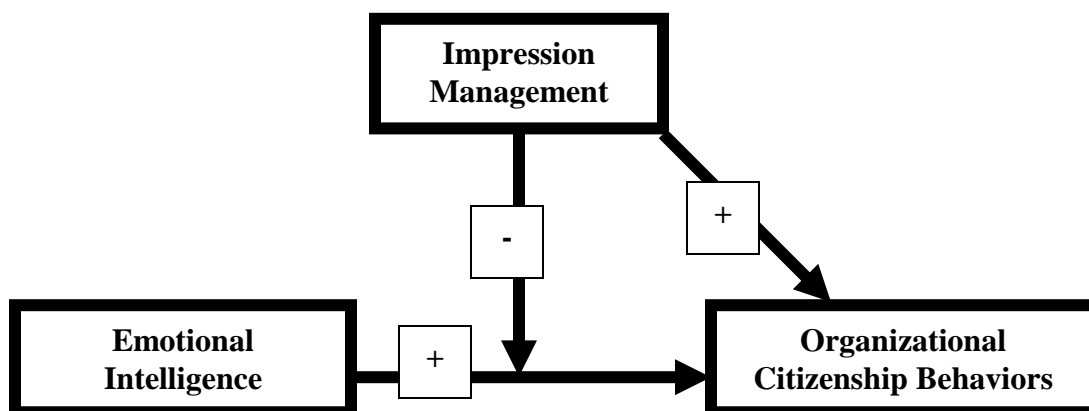 Impression
Management
-
+
Emotional
Intelligence
+
Organizational
Citizenship Behaviors